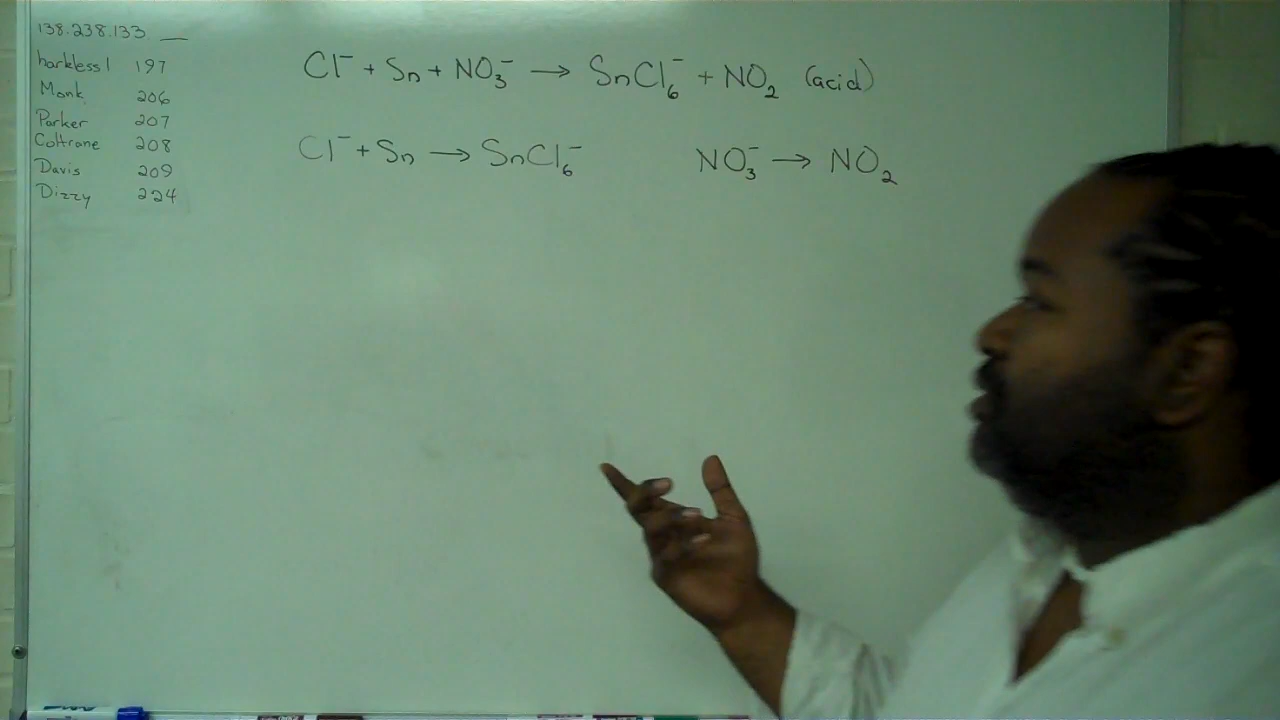 138.238.133 __
harkless1 197
Monk 206
Parker 207
Coltrane 208
Davis 209
Dizzy 224
Cl⁻ + Sn + NO₃⁻ → SnCl₆⁻ + NO₂ (acid)
Cl⁻ + Sn → SnCl₆⁻ NO₃⁻ → NO₂